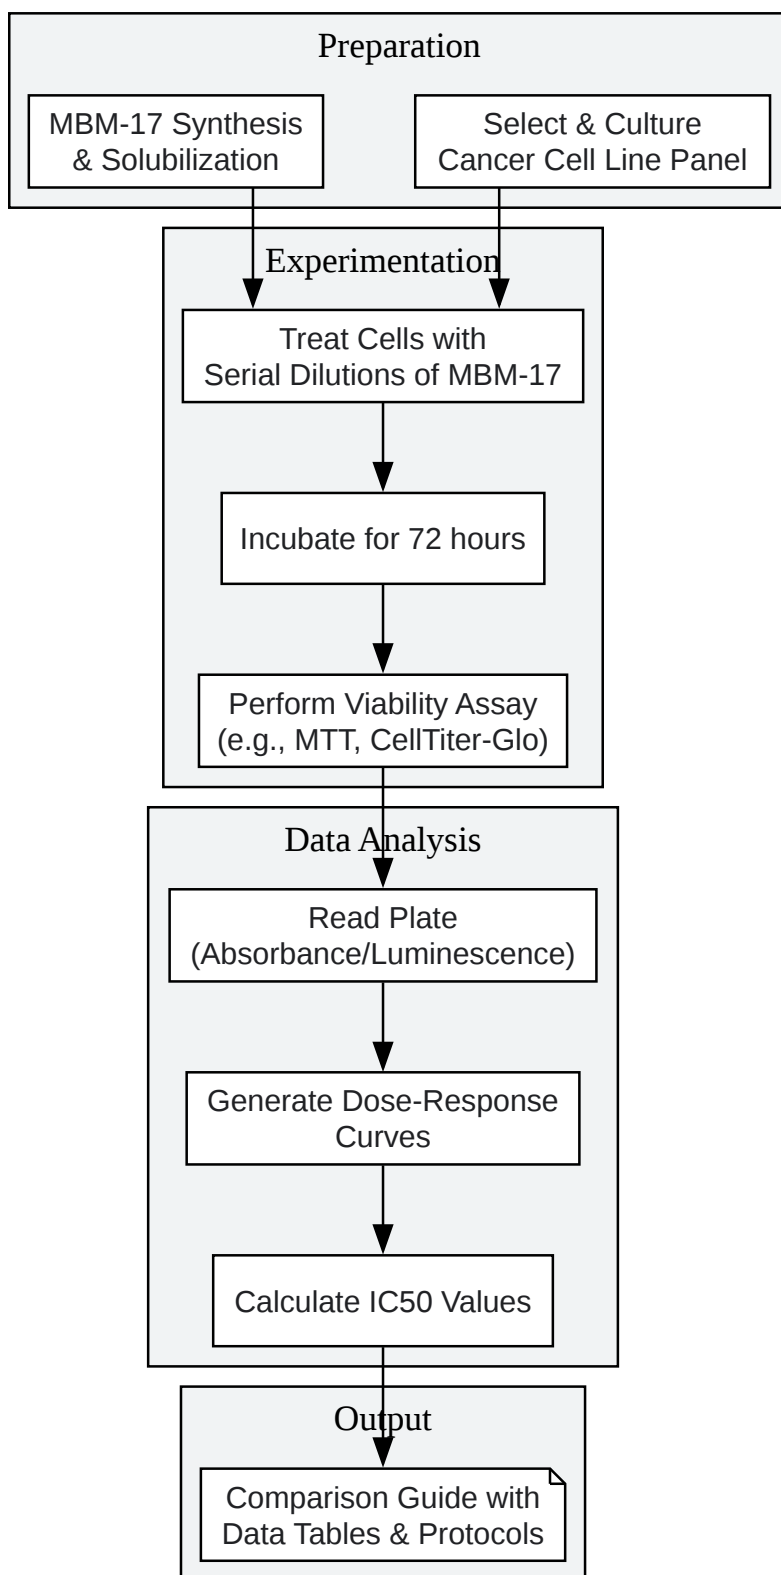 Preparation
MBM-17 Synthesis
& Solubilization
Select & Culture
Cancer Cell Line Panel
Experimentation
Treat Cells with
Serial Dilutions of MBM-17
Incubate for 72 hours
Perform Viability Assay
(e.g., MTT, CellTiter-Glo)
Data Analysis
Read Plate
(Absorbance/Luminescence)
Generate Dose-Response
Curves
Calculate IC50 Values
Output
Comparison Guide with
Data Tables & Protocols